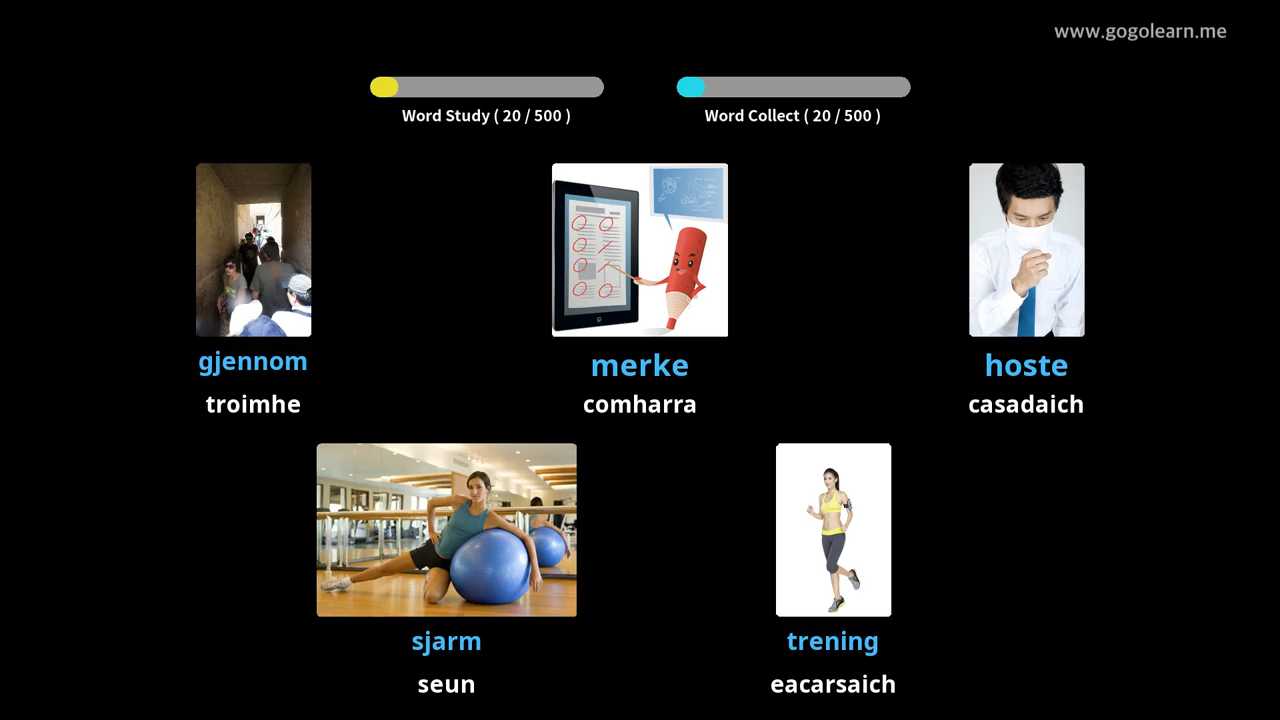 www.gogolearn.me
Word Study ( 20 / 500 )
Word Collect ( 20 / 500 )
gjennom
merke
hoste
troimhe
comharra
casadaich
sjarm
trening
seun
eacarsaich